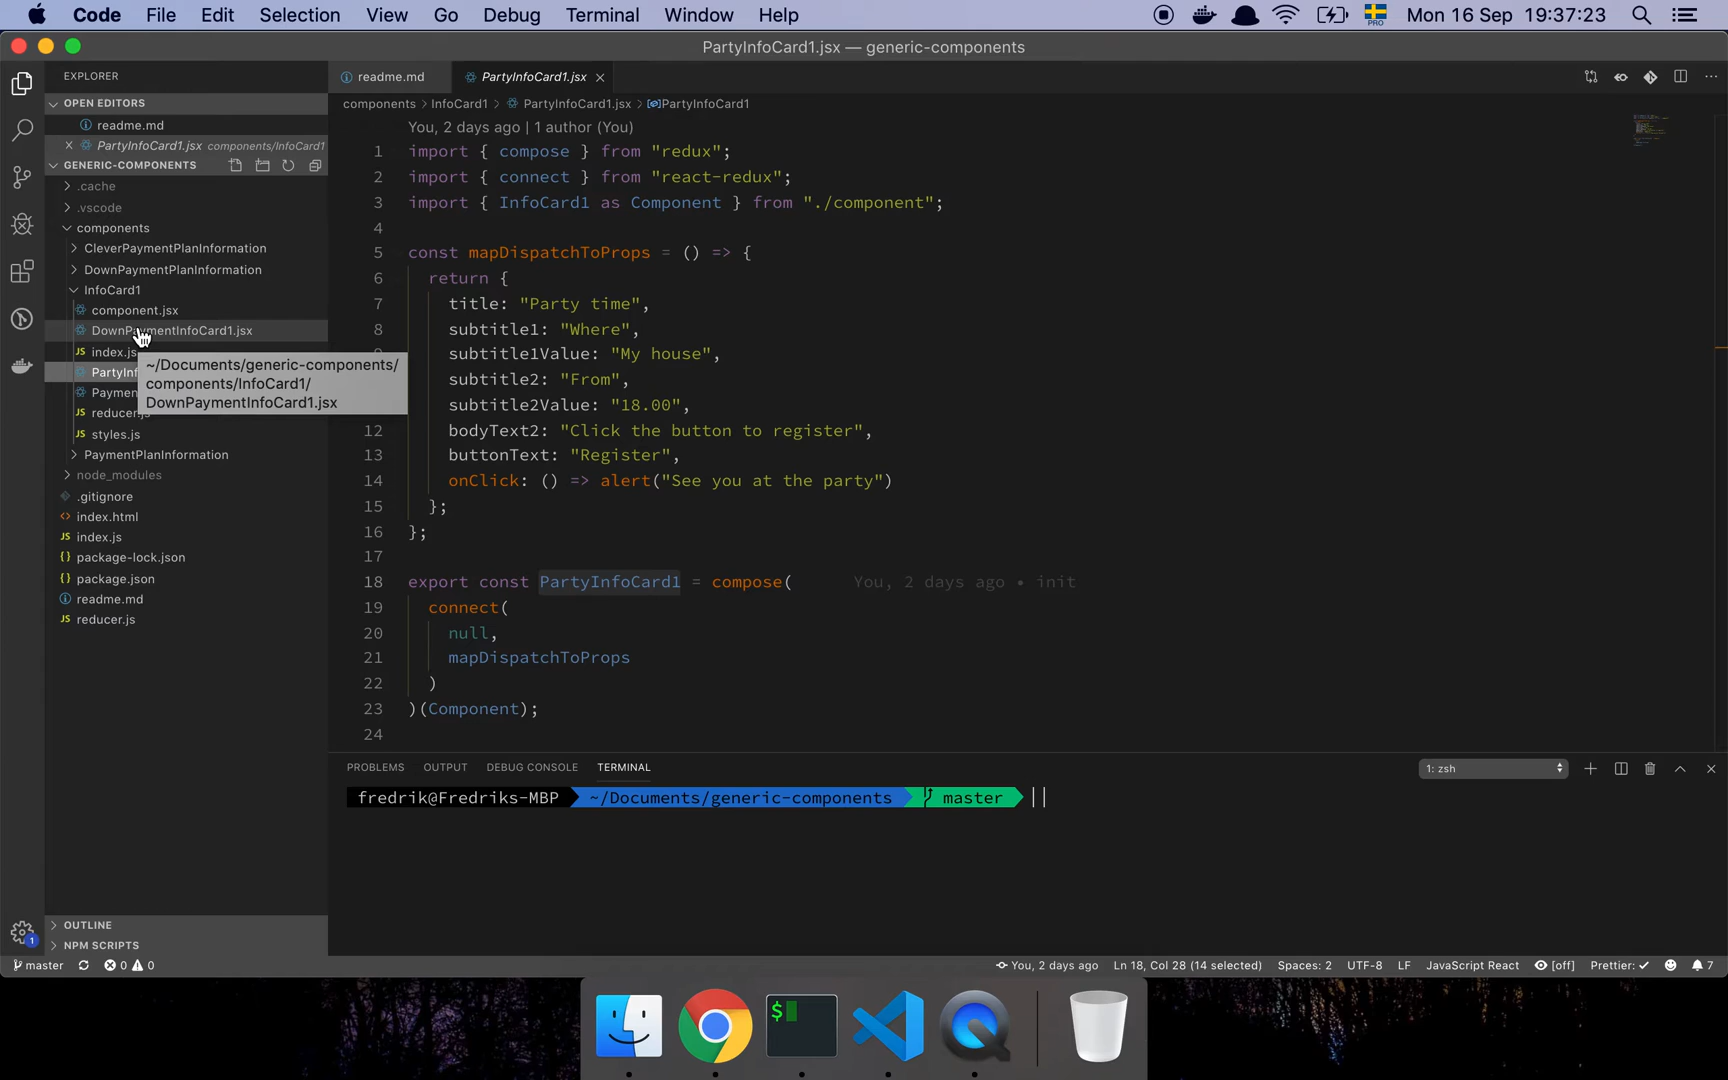 Code File Edit Selection View Go Debug Terminal Window Help PRO Mon 16 Sep 19:37:23
PartyInfoCard1.jsx — generic-components
EXPLORER
OPEN EDITORS
readme.md
PartyInfoCard1.jsx components/InfoCard1
GENERIC-COMPONENTS
.cache
.vscode
components
CleverPaymentPlanInformation
DownPaymentPlanInformation
InfoCard1
component.jsx
DownPaymentInfoCard1.jsx
index.js
PartyInf
Paymen
reducer.js
styles.js
PaymentPlanInformation
node_modules
.gitignore
index.html
index.js
package-lock.json
package.json
readme.md
reducer.js
~/Documents/generic-components/
components/InfoCard1/
DownPaymentInfoCard1.jsx
OUTLINE
NPM SCRIPTS
readme.md PartyInfoCard1.jsx
components > InfoCard1 > PartyInfoCard1.jsx > PartyInfoCard1
You, 2 days ago | 1 author (You)
1 import { compose } from "redux";
2 import { connect } from "react-redux";
3 import { InfoCard1 as Component } from "./component";
4
5 const mapDispatchToProps = () => {
6 return {
7 title: "Party time",
8 subtitle1: "Where",
subtitle1Value: "My house",
subtitle2: "From",
subtitle2Value: "18.00",
12 bodyText2: "Click the button to register",
13 buttonText: "Register",
14 onClick: () => alert("See you at the party")
15 };
16 };
17
18 export const PartyInfoCard1 = compose( You, 2 days ago • init
19 connect(
20 null,
21 mapDispatchToProps
22 )
23 )(Component);
24
PROBLEMS OUTPUT DEBUG CONSOLE TERMINAL 1: zsh
fredrik@Fredriks-MBP ~/Documents/generic-components master
1
master 0 0 You, 2 days ago Ln 18, Col 28 (14 selected) Spaces: 2 UTF-8 LF JavaScript React [off] Prettier: ✓ 7
$